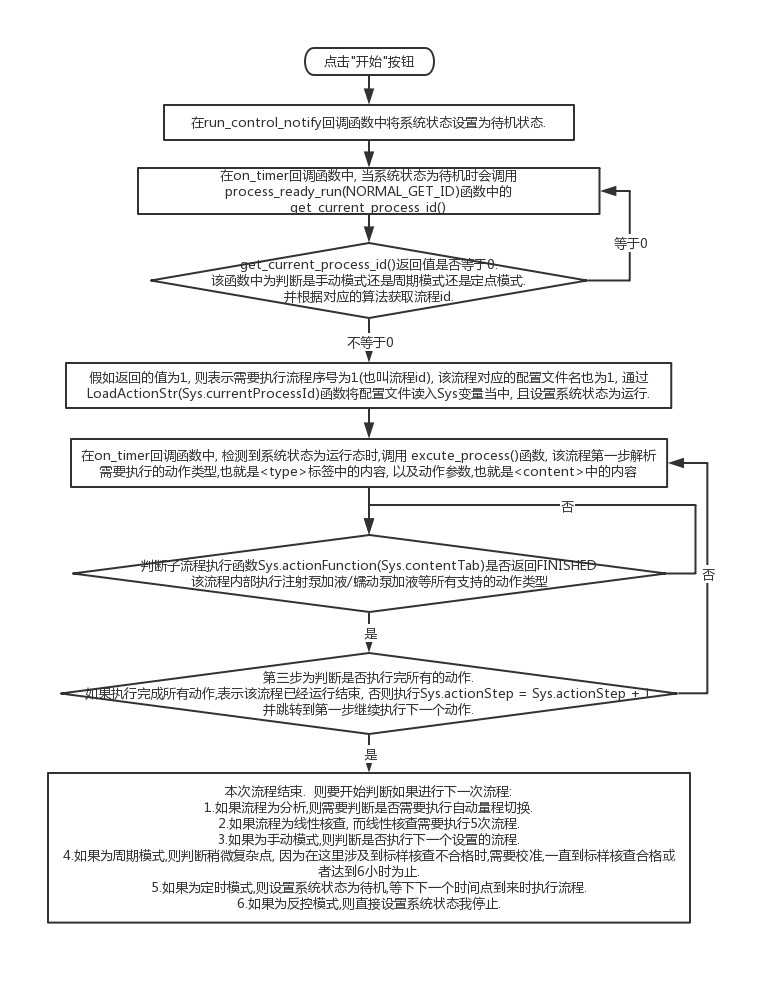 点击"开始"按钮
在run_control_notify回调函数中将系统状态设置为待机状态.
在on_timer回调函数中, 当系统状态为待机时会调用
process_ready_run(NORMAL_GET_ID)函数中的
get_current_process_id()
等于0
get_current_process_id()返回值是否等于0.
该函数中为判断是手动模式还是周期模式还是定点模式.
并根据对应的算法获取流程id.
不等于0
假如返回的值为1, 则表示需要执行流程序号为1(也叫流程id), 该流程对应的配置文件名也为1, 通过
LoadActionStr(Sys.currentProcessId)函数将配置文件读入Sys变量当中, 且设置系统状态为运行.
在on_timer回调函数中, 检测到系统状态为运行态时,调用 excute_process()函数, 该流程第一步解析
需要执行的动作类型,也就是<type>标签中的内容, 以及动作参数,也就是<content>中的内容
否
判断子流程执行函数Sys.actionFunction(Sys.contentTab)是否返回FINISHED
该流程内部执行注射泵加液/蠕动泵加液等所有支持的动作类型
否
是
第三步为判断是否执行完所有的动作.
如果执行完成所有动作,表示该流程已经运行结束, 否则执行Sys.actionStep = Sys.actionStep + 1
并跳转到第一步继续执行下一个动作.
是
本次流程结束. 则要开始判断如果进行下一次流程:
1.如果流程为分析,则需要判断是否需要执行自动量程切换.
2.如果流程为线性核查, 而线性核查需要执行5次流程.
3.如果为手动模式,则判断是否执行下一个设置的流程.
4.如果为周期模式,则判断稍微复杂点, 因为在这里涉及到标样核查不合格时,需要校准,一直到标样核查合格或
者达到6小时为止.
5.如果为定时模式,则设置系统状态为待机,等下下一个时间点到来时执行流程.
6.如果为反控模式,则直接设置系统状态我停止.